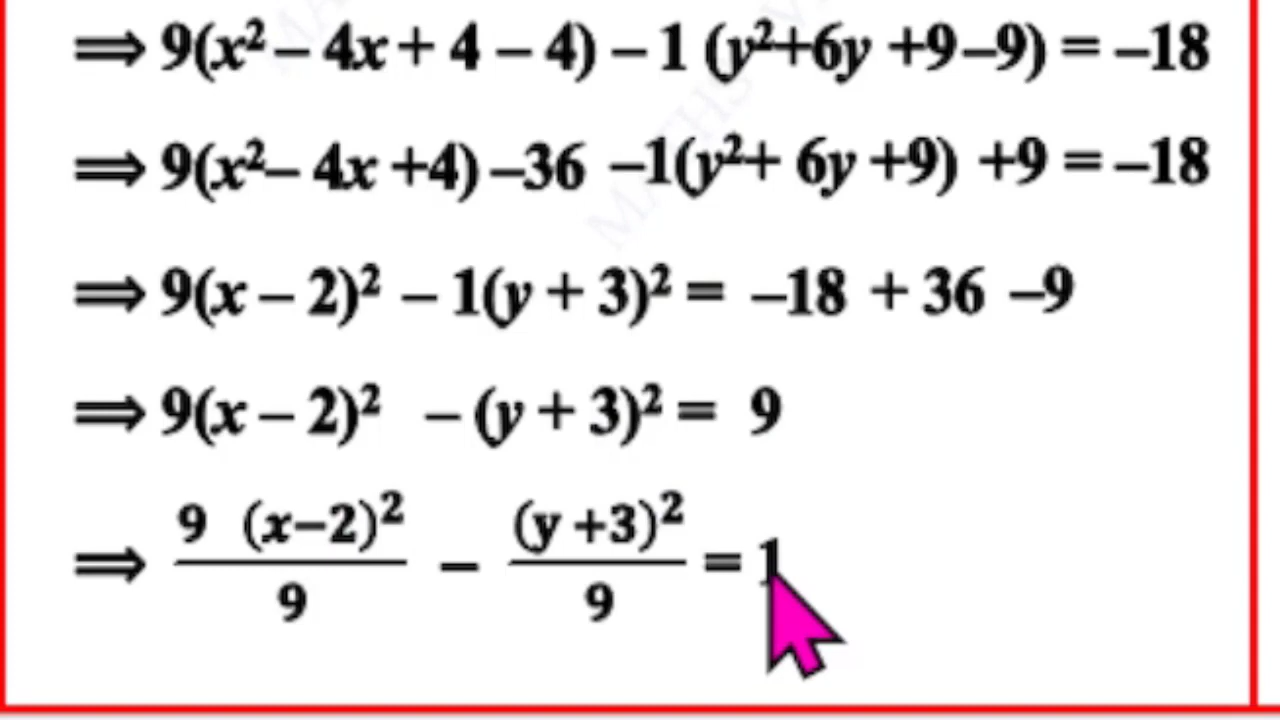 ⟹ 9(x² – 4x + 4 – 4) – 1 (y²+6y +9–9) = –18
⟹ 9(x²– 4x +4) –36 –1(y²+ 6y +9) +9 = –18
⟹ 9(x – 2)² – 1(y + 3)² = –18 + 36 –9
⟹ 9(x – 2)² – (y + 3)² = 9
⟹ 9 (x–2)²/9 – (y +3)²/9 = 1